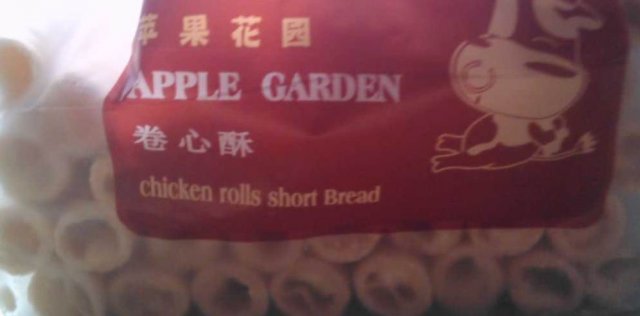 苹果花园
APPLE GARDEN
卷心酥
chicken rolls short Bread